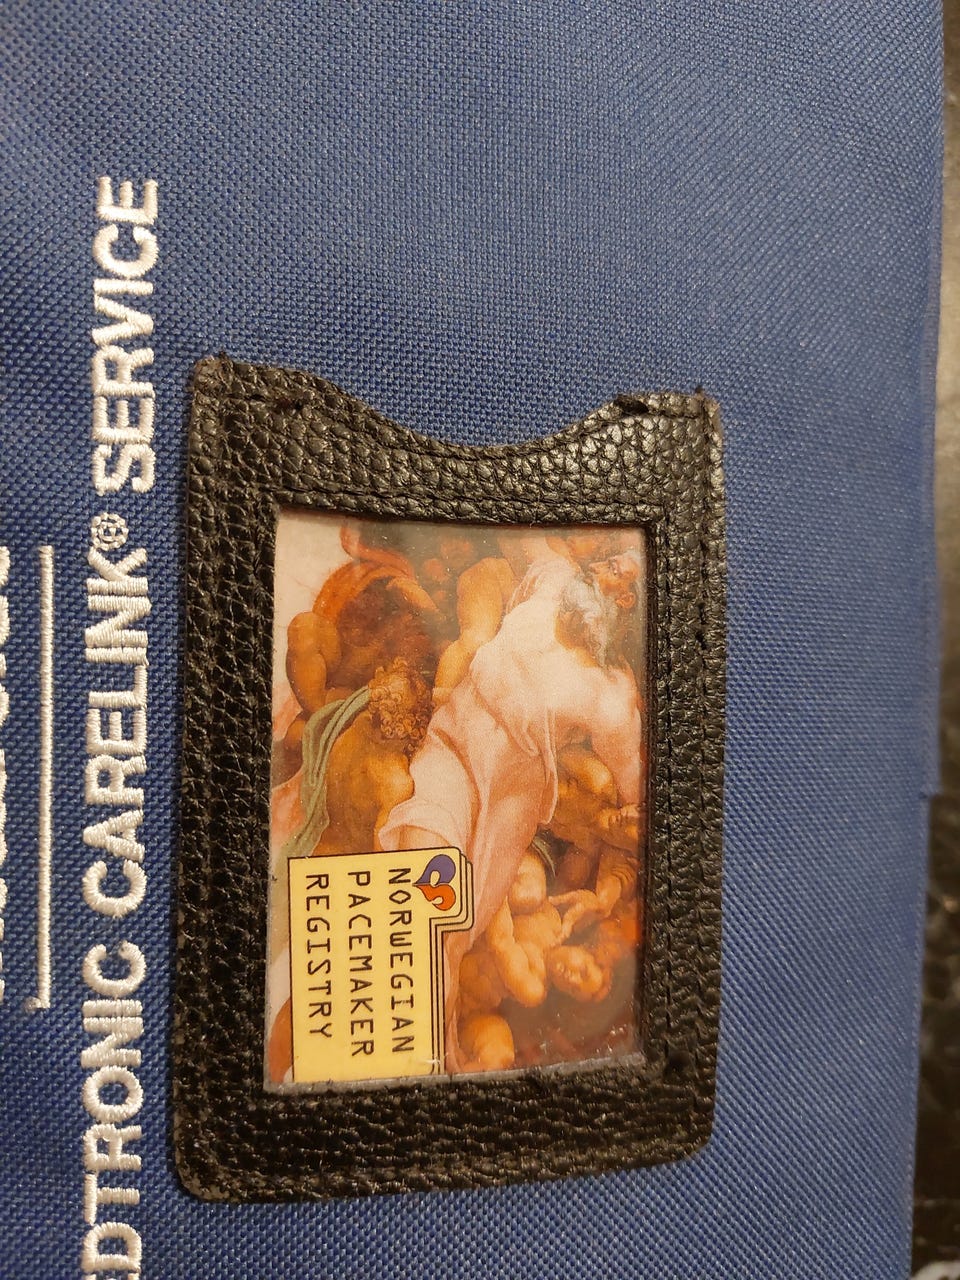 EDTRONIC CARELINK® SERVICE
NORWEGIAN
PACEMAKER
REGISTRY